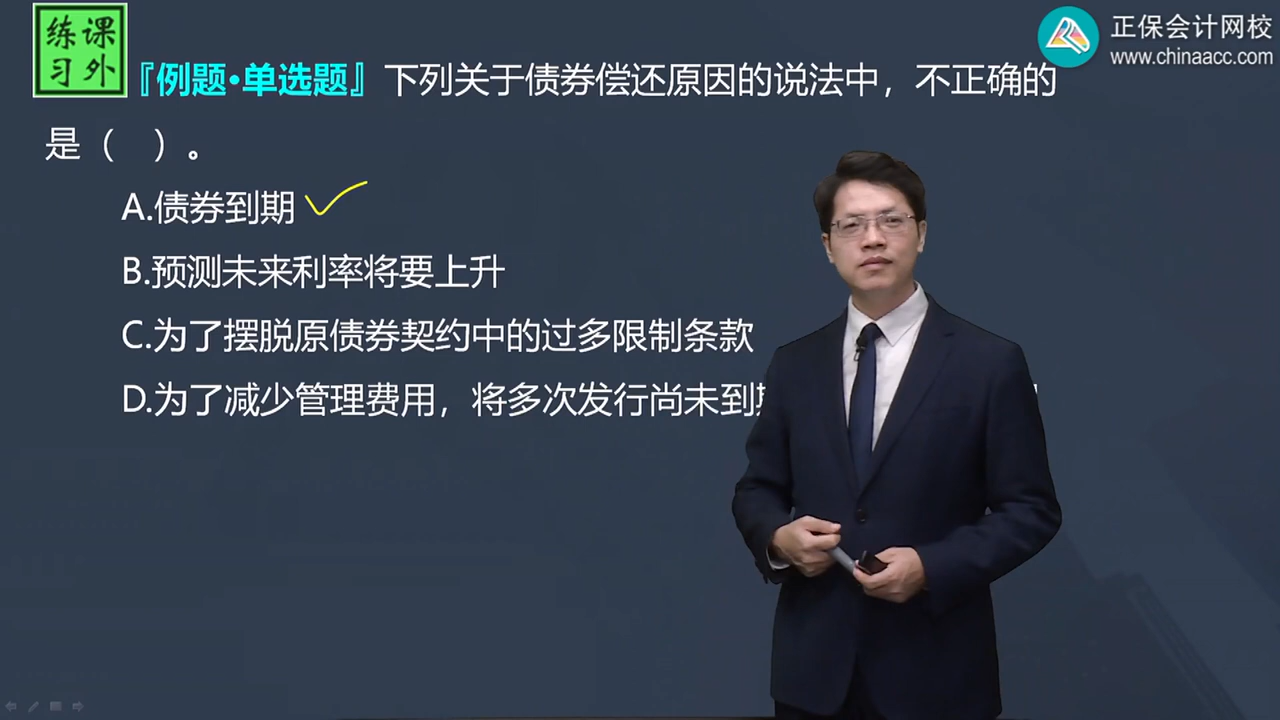 练课
习外
正保会计网校
www.chinaacc.com
『例题·单选题』下列关于债券偿还原因的说法中，不正确的
是（ ）。
A.债券到期
B.预测未来利率将要上升
C.为了摆脱原债券契约中的过多限制条款
D.为了减少管理费用，将多次发行尚未到